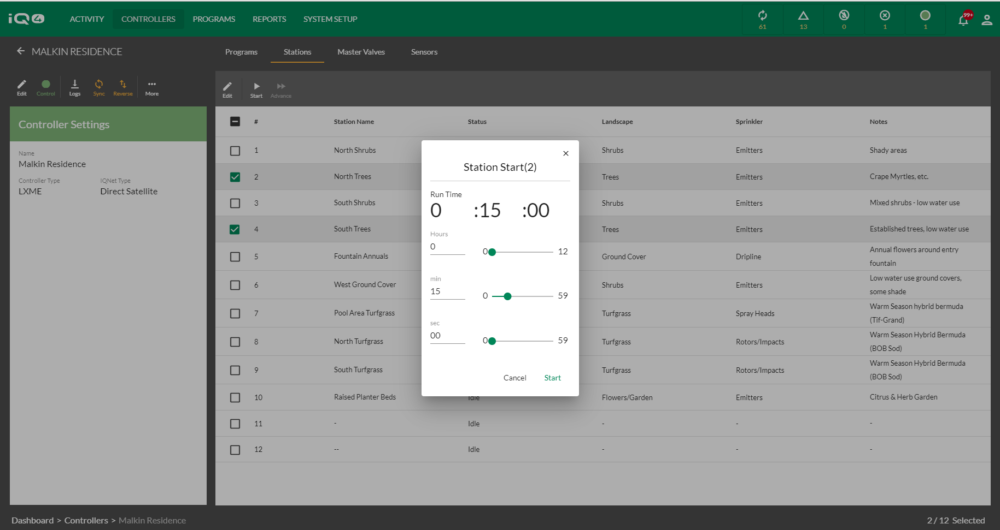 iQ4 ACTIVITY CONTROLLERS PROGRAMS REPORTS SYSTEM SETUP 61 13 0 1 1 99+
MALKIN RESIDENCE
Programs Stations Master Valves Sensors
Edit Control Logs Sync Reverse More
Edit Start Advance
Controller Settings
Name
Malkin Residence
Controller Type IQNet Type
LXME Direct Satellite
# Station Name Status Landscape Sprinkler Notes
1 North Shrubs Shrubs Emitters Shady areas
2 North Trees Trees Emitters Crape Myrtles, etc.
3 South Shrubs Shrubs Emitters Mixed shrubs - low water use
4 South Trees Trees Emitters Established trees, low water use
5 Fountain Annuals Ground Cover Dripline Annual flowers around entry
fountain
6 West Ground Cover Shrubs Emitters Low water use ground covers,
some shade
7 Pool Area Turfgrass Turfgrass Spray Heads Warm Season hybrid bermuda
(Tif-Grand)
8 North Turfgrass Turfgrass Rotors/Impacts Warm Season Hybrid Bermuda
(BOB Sod)
9 South Turfgrass Turfgrass Rotors/Impacts Warm Season Hybrid Bermuda
(BOB Sod)
10 Raised Planter Beds Idle Flowers/Garden Emitters Citrus & Herb Garden
11 - Idle - - -
12 -- Idle - - -
Station Start(2)
Run Time
0 :15 :00
Hours
0 0 12
min
15 0 59
sec
00 0 59
Cancel Start
Dashboard > Controllers > Malkin Residence
2 / 12 Selected